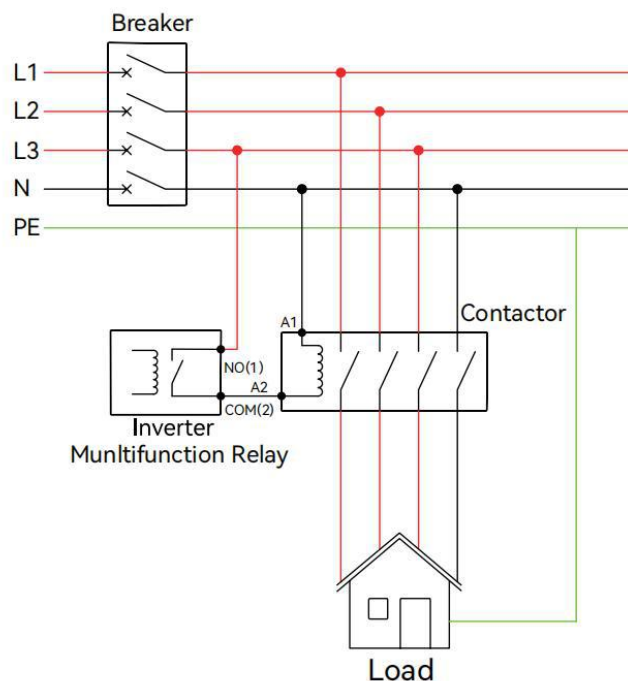 Breaker
L1
L2
L3
N
PE
A1
Contactor
NO(1)
A2
COM(2)
Inverter
Munltifunction Relay
Load